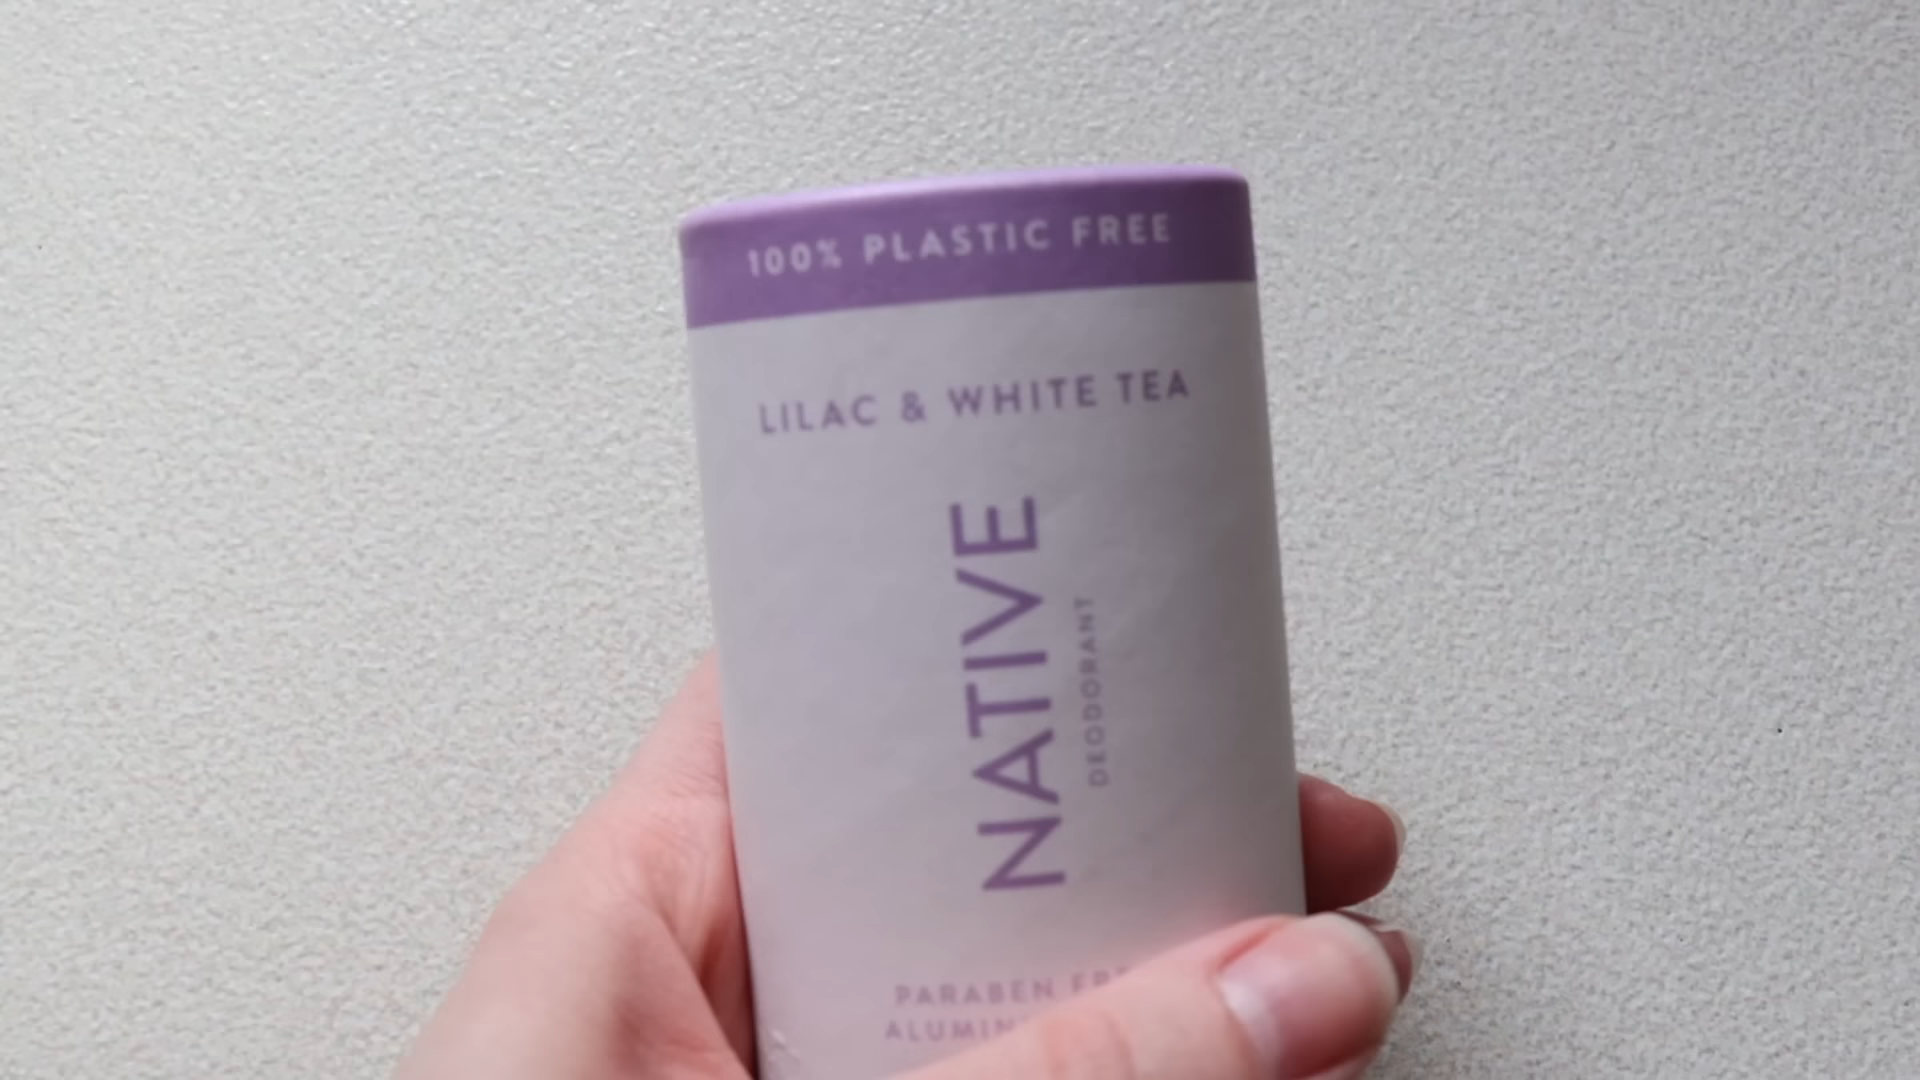 100% PLASTIC FREE
LILAC & WHITE TEA
NATIVE
DEODORANT
PARABEN